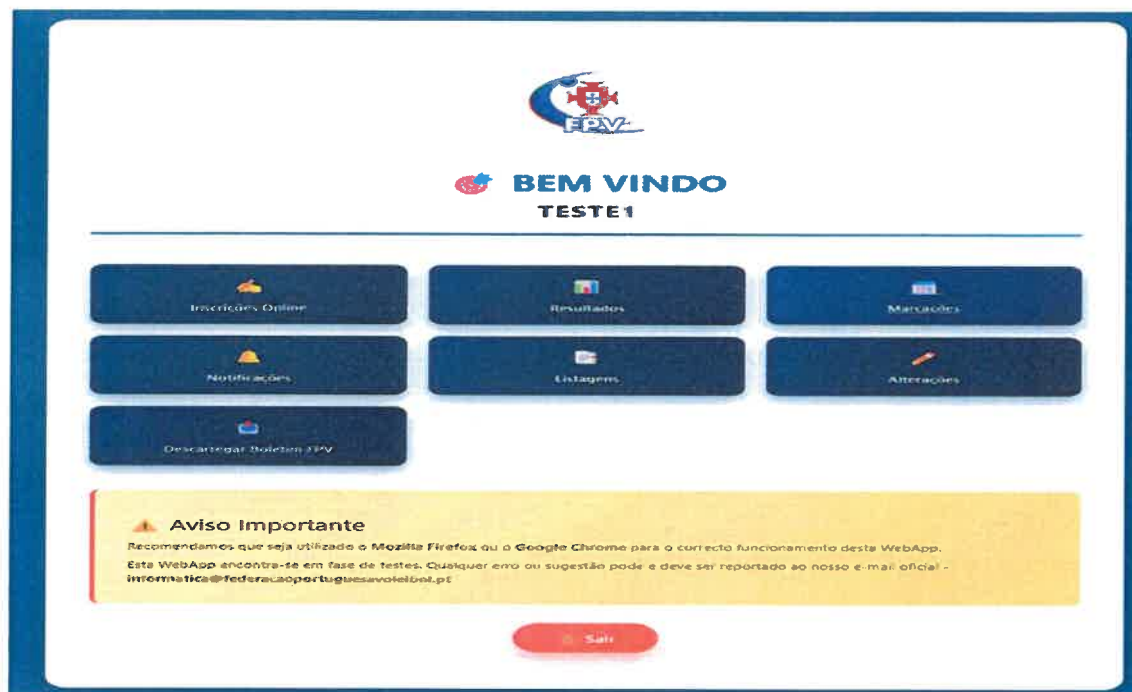 FPV
BEM VINDO
TESTE1
Inscrições Online
Resultados
Marcações
Notificações
Listagens
Alterações
Descarregar Boletim FPV
Aviso Importante
Recomendamos que seja utilizado o Mozilla Firefox ou o Google Chrome para o correcto funcionamento desta WebApp.
Esta WebApp encontra-se em fase de testes. Qualquer erro ou sugestão pode e deve ser reportado ao nosso e-mail oficial -
informatica@federacaoportuguesavoleibol.pt
Sair